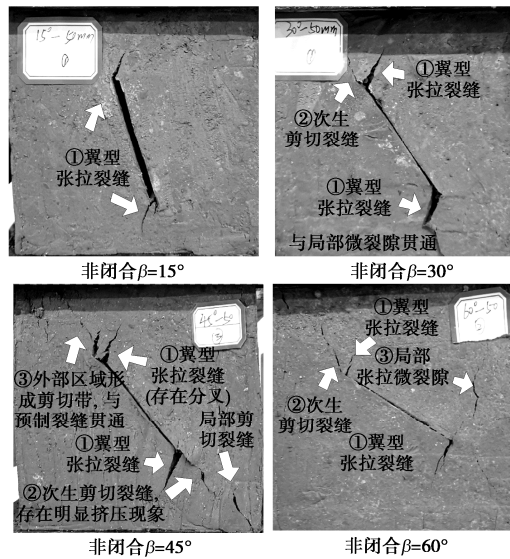 15°-50mm
①
①翼型
张拉裂缝
非闭合β=15°
30°-50mm
①
①翼型
张拉裂缝
②次生
剪切裂缝
①翼型
张拉裂缝
与局部微裂隙贯通
非闭合β=30°
45°-50
①翼型
张拉裂缝
(存在分叉)
③外部区域形
成剪切带,与
预制裂缝贯通
局部剪
切裂缝
①翼型
张拉裂缝
②次生剪切裂缝,
存在明显挤压现象
非闭合β=45°
60°-50
①翼型
张拉裂缝
③局部
张拉微裂隙
②次生
剪切裂缝
①翼型
张拉裂缝
非闭合β=60°